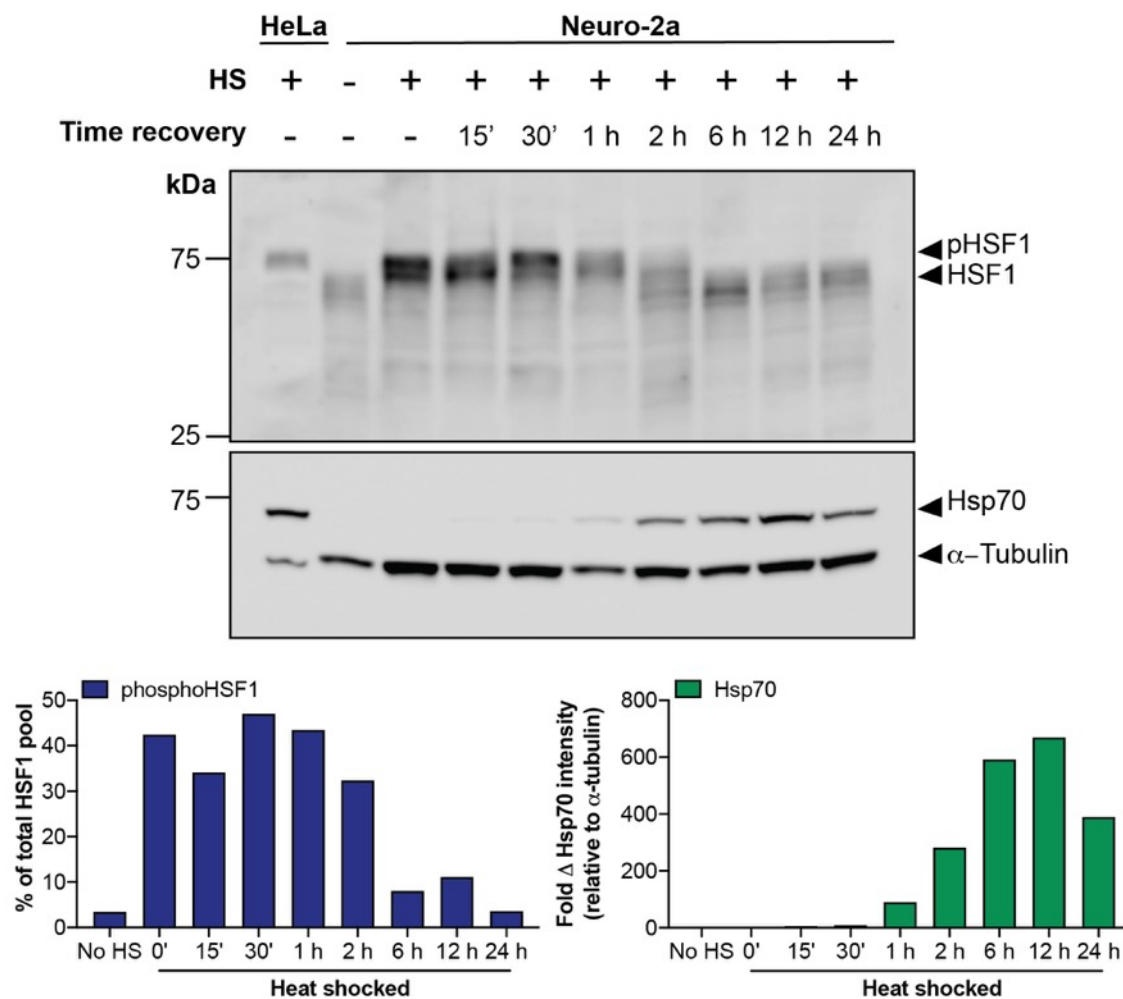 HeLa Neuro-2a
HS + - + + + + + + + +
Time recovery - - - 15' 30' 1 h 2 h 6 h 12 h 24 h
kDa
75
pHSF1
HSF1
25
75
Hsp70
α–Tubulin
phosphoHSF1
% of total HSF1 pool
50
40
30
20
10
0
No HS 0' 15' 30' 1 h 2 h 6 h 12 h 24 h
Heat shocked
Hsp70
Fold Δ Hsp70 intensity
(relative to α-tubulin)
800
600
400
200
0
No HS 0' 15' 30' 1 h 2 h 6 h 12 h 24 h
Heat shocked